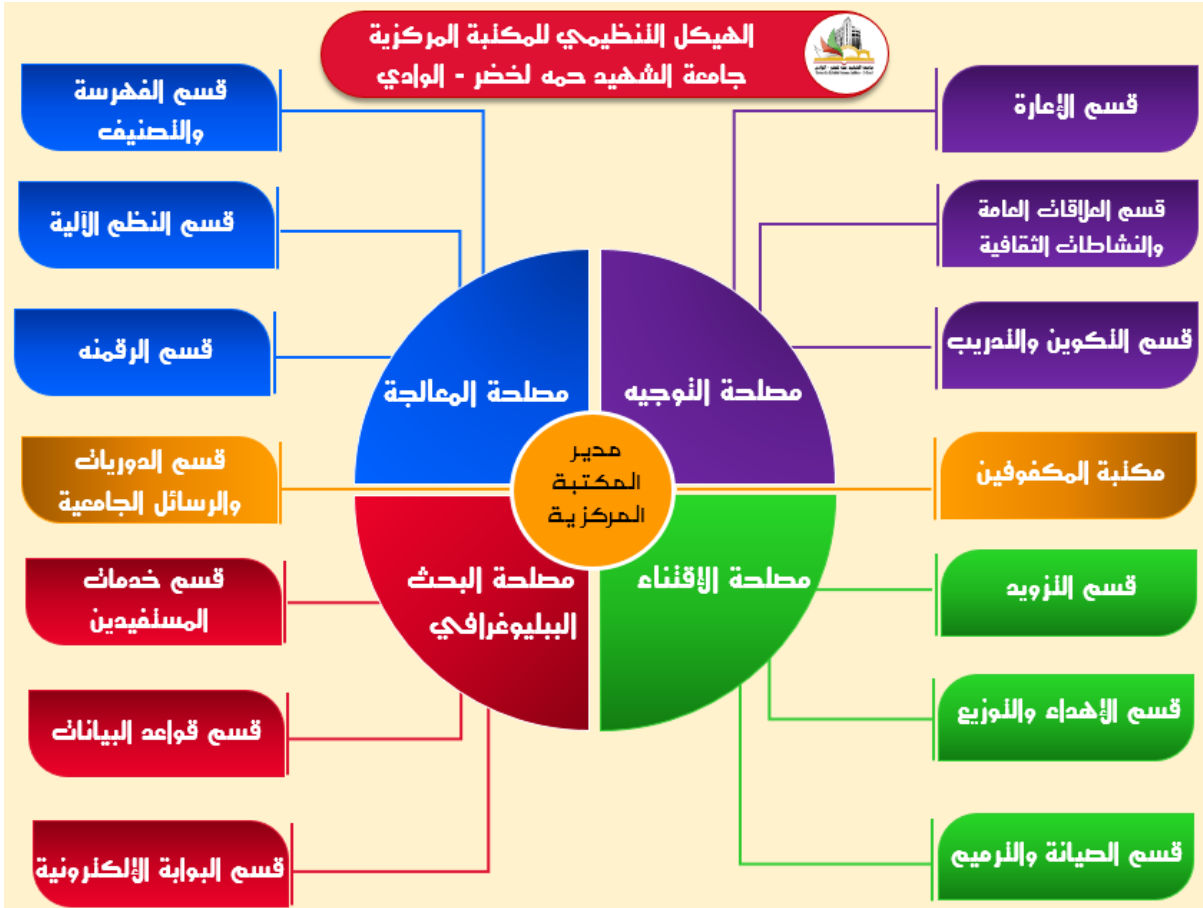 الهيكل التنظيمي للمكتبة المركزية
جامعة الشهيد حمه لخضر - الوادي
قسم الإعارة
قسم العلاقات العامة
والنشاطات الثقافية
قسم التكوين والتدريب
مكتبة المكفوفين
قسم التزويد
قسم الإهداء والتوزيع
قسم الصيانة والترميم
مصلحة التوجيه
مصلحة المعالجة
مدير
المكتبة
المركزية
مصلحة الإقتناء
مصلحة البحث
الببليوغرافي
قسم الفهرسة
والتصنيف
قسم النظم الآلية
قسم الرقمنه
قسم الدوريات
والرسائل الجامعية
قسم خدمات
المستفيدين
قسم قواعد البيانات
قسم البوابة الإلكترونية